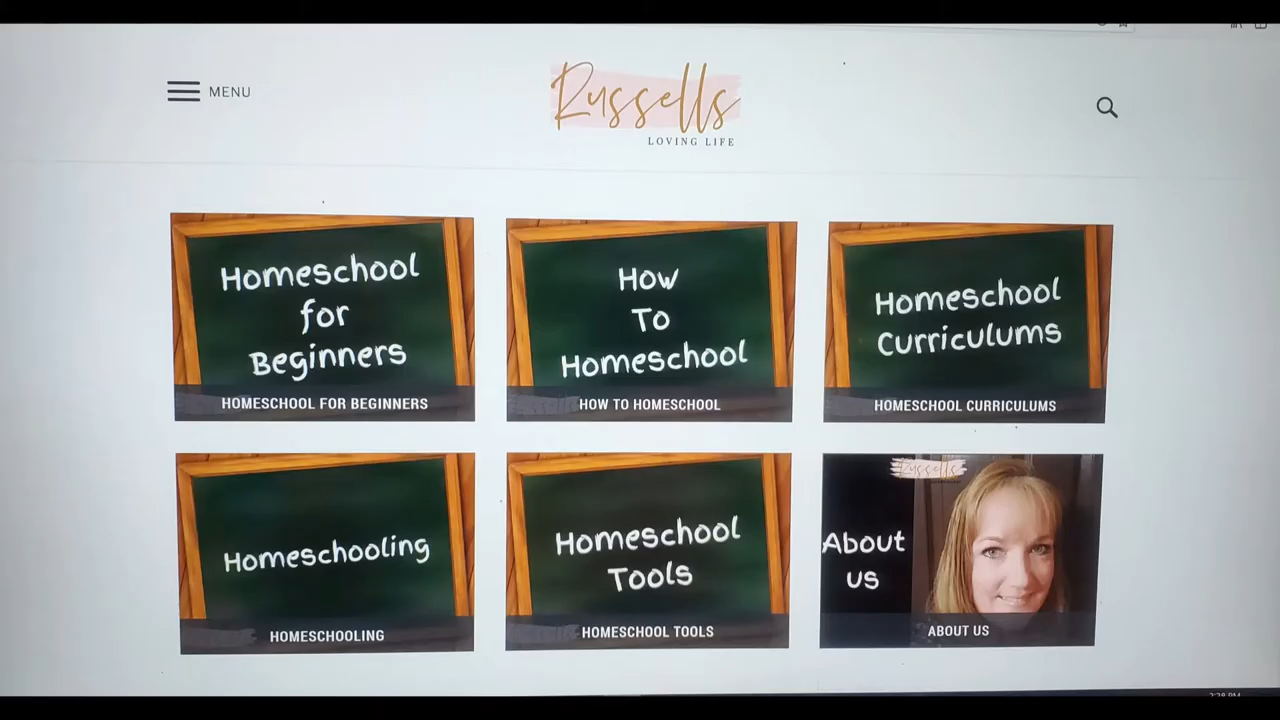 MENU
Russells
LOVING LIFE
Homeschool
for
Beginners
HOMESCHOOL FOR BEGINNERS
How
To
Homeschool
HOW TO HOMESCHOOL
Homeschool
Curriculums
HOMESCHOOL CURRICULUMS
Homeschooling
HOMESCHOOLING
Homeschool
Tools
HOMESCHOOL TOOLS
Russells
About
us
ABOUT US